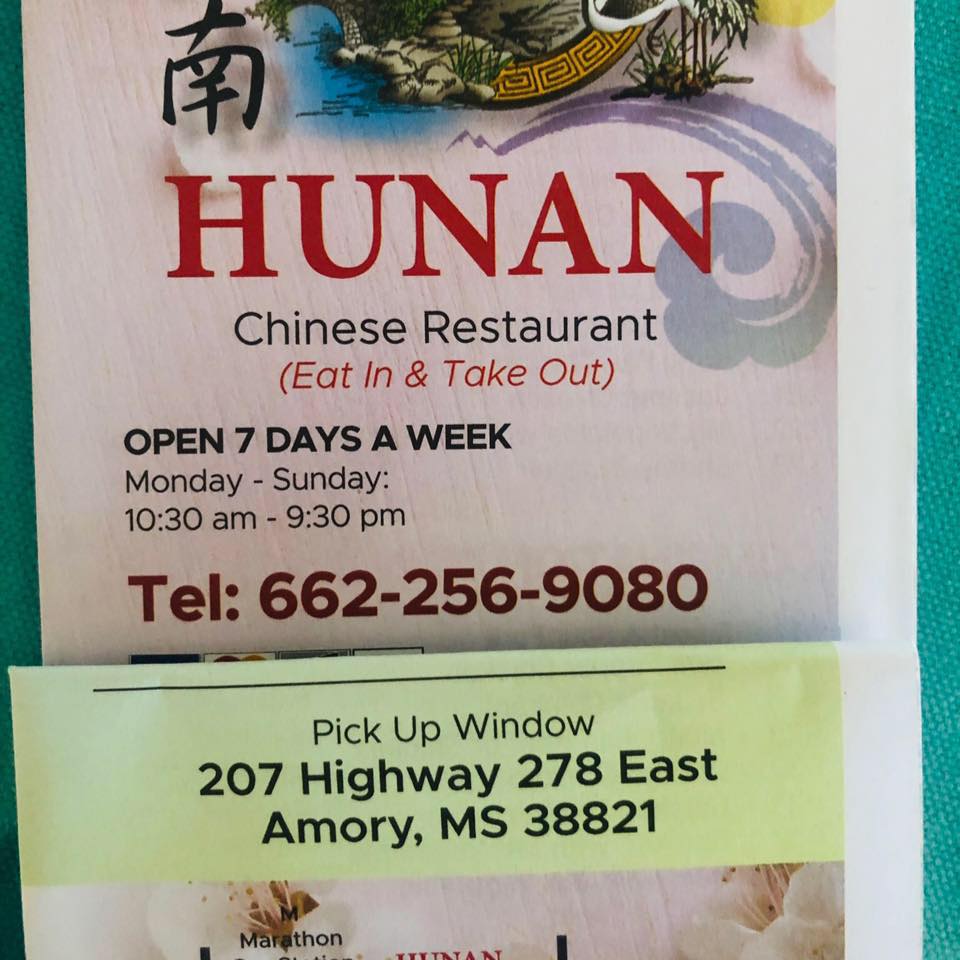 南
HUNAN
Chinese Restaurant
(Eat In & Take Out)
OPEN 7 DAYS A WEEK
Monday - Sunday:
10:30 am - 9:30 pm
Tel: 662-256-9080
Pick Up Window
207 Highway 278 East
Amory, MS 38821
M
Marathon
HUNAN